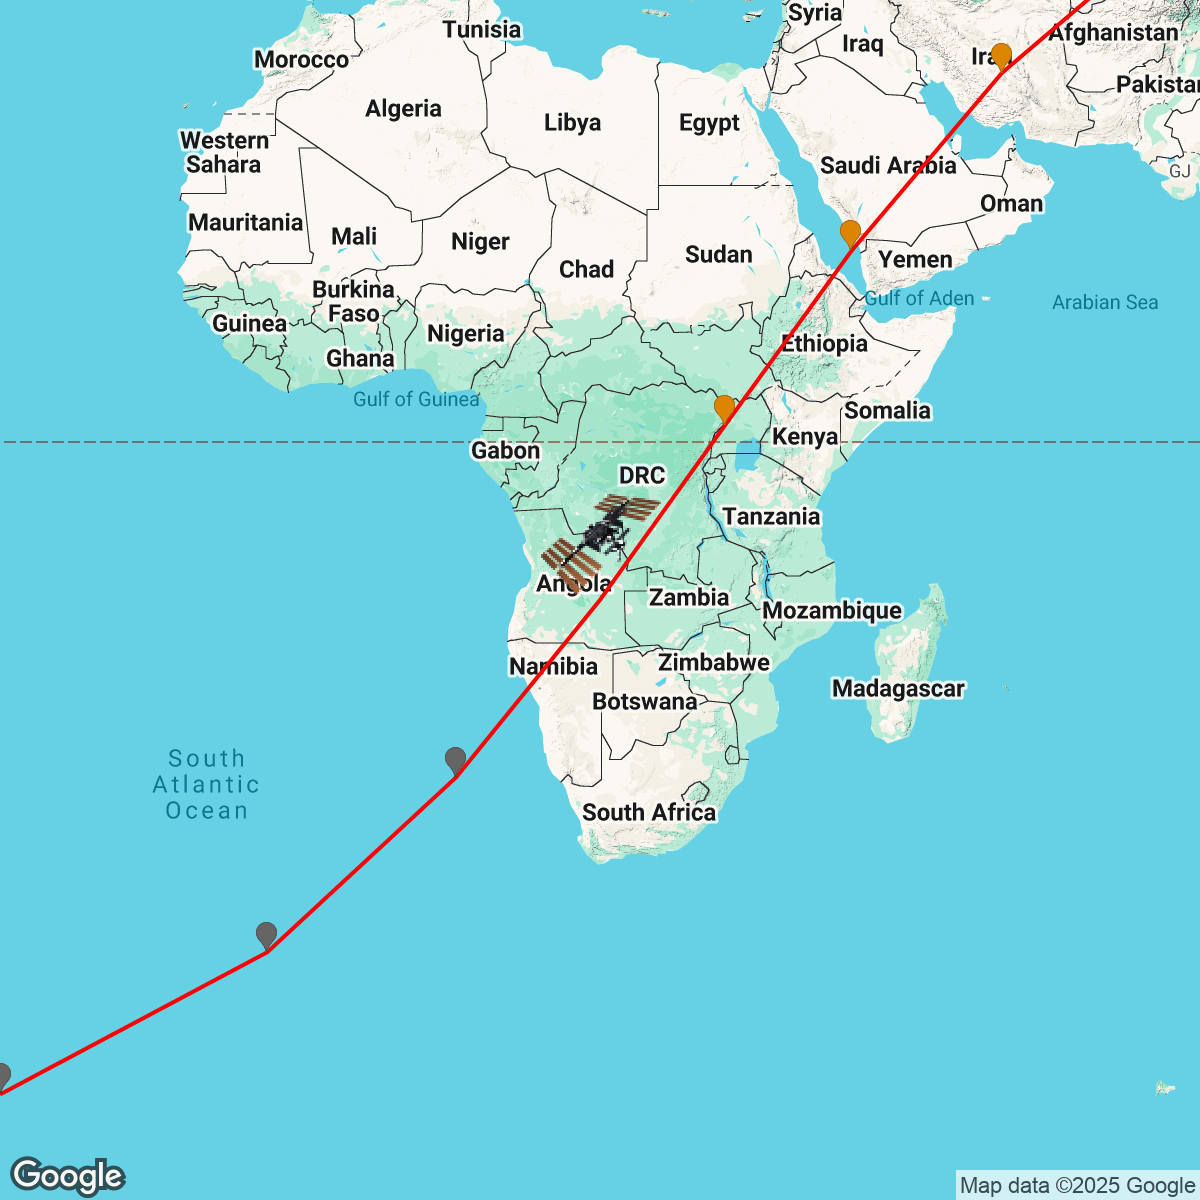 Syria
Tunisia
Afghanistan
Iraq
Morocco
Pakistan
Algeria
Libya
Egypt
Western
Sahara
Saudi Arabia
GJ
Oman
Mauritania
Mali
Niger
Chad
Sudan
Yemen
Burkina
Faso
Gulf of Aden
Arabian Sea
Guinea
Nigeria
Ethiopia
Ghana
Gulf of Guinea
Somalia
Kenya
Gabon
DRC
Tanzania
Angola
Zambia
Mozambique
Namibia
Zimbabwe
Botswana
Madagascar
South
Atlantic
Ocean
South Africa
Google
Map data ©2025 Google